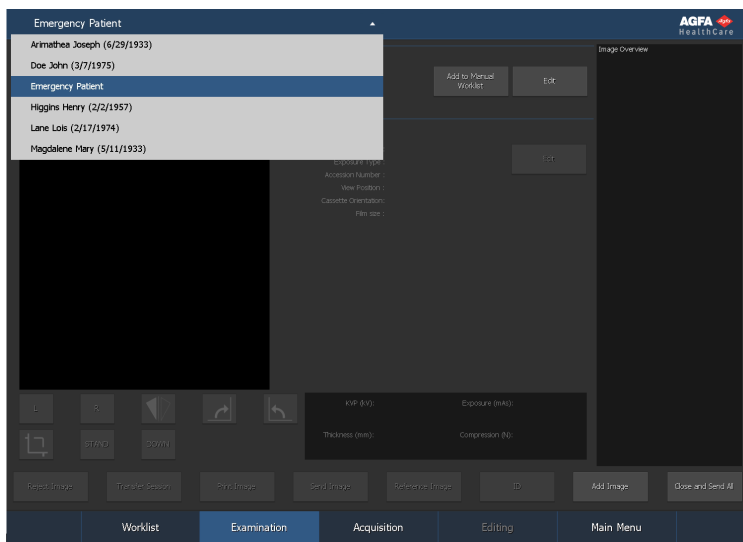 Emergency Patient
AGFA
HealthCare
Arimathea Joseph (6/29/1933)
Doe John (3/7/1975)
Emergency Patient
Higgins Henry (2/2/1957)
Lane Lois (2/17/1974)
Magdalene Mary (5/11/1933)
Add to Manual
Worklist
Edit
Image Overview
Exposure Type :
Accession Number :
View Position :
Cassette Orientation:
Film size :
Edit
L
R
STAND
DOWN
KVP (kV):
Exposure (mAs):
Thickness (mm):
Compression (N):
Reject Image
Transfer Session
Print Image
Send Image
Reference Image
ID
Add Image
Close and Send All
Worklist
Examination
Acquisition
Editing
Main Menu